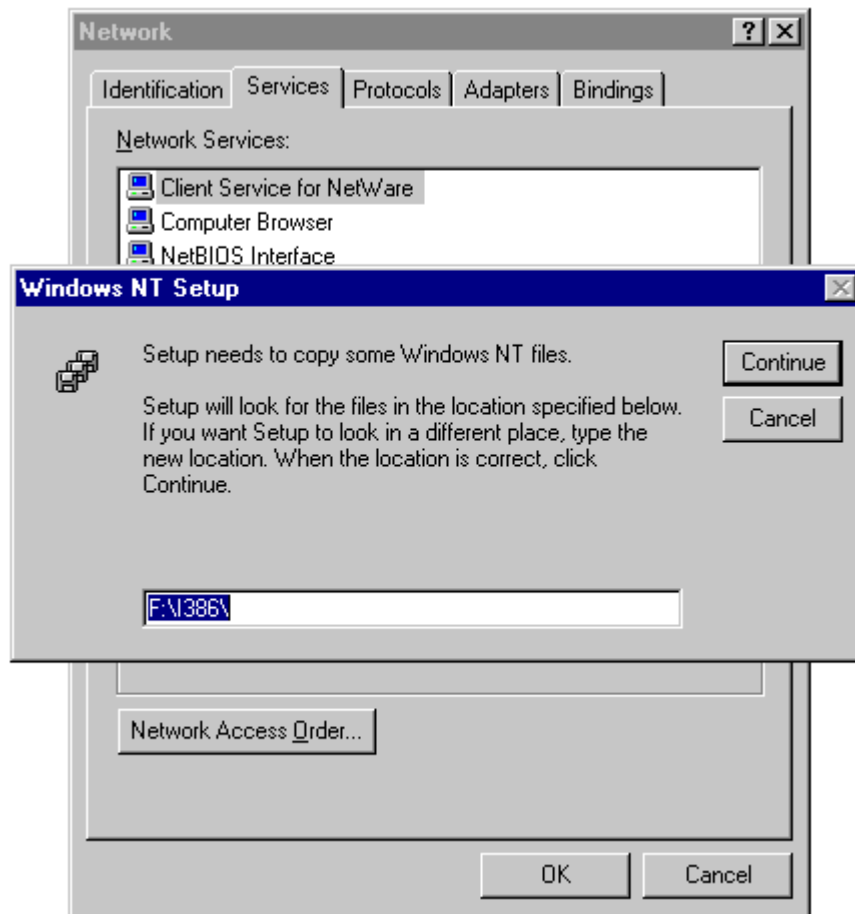 Network
Identification Services Protocols Adapters Bindings
Network Services:
Client Service for NetWare
Computer Browser
NetBIOS Interface
Windows NT Setup
Setup needs to copy some Windows NT files.
Continue
Setup will look for the files in the location specified below.
If you want Setup to look in a different place, type the
new location. When the location is correct, click
Continue.
Cancel
F:\I386\
Network Access Order...
OK Cancel